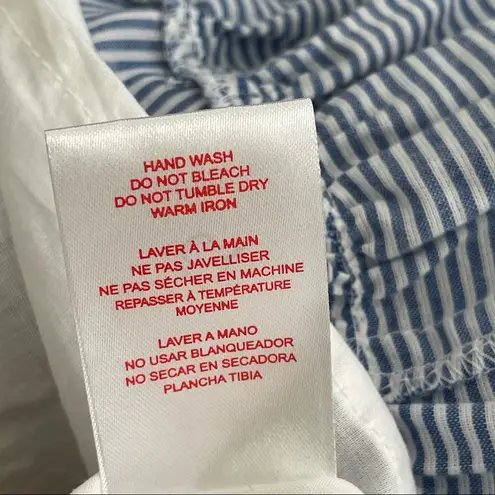 HAND WASH
DO NOT BLEACH
DO NOT TUMBLE DRY
WARM IRON
LAVER À LA MAIN
NE PAS JAVELLISER
NE PAS SÉCHER EN MACHINE
REPASSER À TEMPÉRATURE
MOYENNE
LAVER A MANO
NO USAR BLANQUEADOR
NO SECAR EN SECADORA
PLANCHA TIBIA